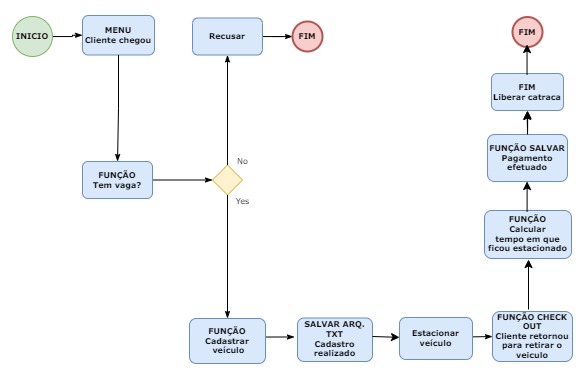 INICIO
MENU
Cliente chegou
Recusar
FIM
FIM
FIM
Liberar catraca
FUNÇÃO SALVAR
Pagamento
efetuado
No
FUNÇÃO
Tem vaga?
Yes
FUNÇÃO
Calcular
tempo em que
ficou estacionado
FUNÇÃO
Cadastrar
veículo
SALVAR ARQ.
TXT
Cadastro
realizado
Estacionar
veículo
FUNÇÃO CHECK
OUT
Cliente retornou
para retirar o
veiculo